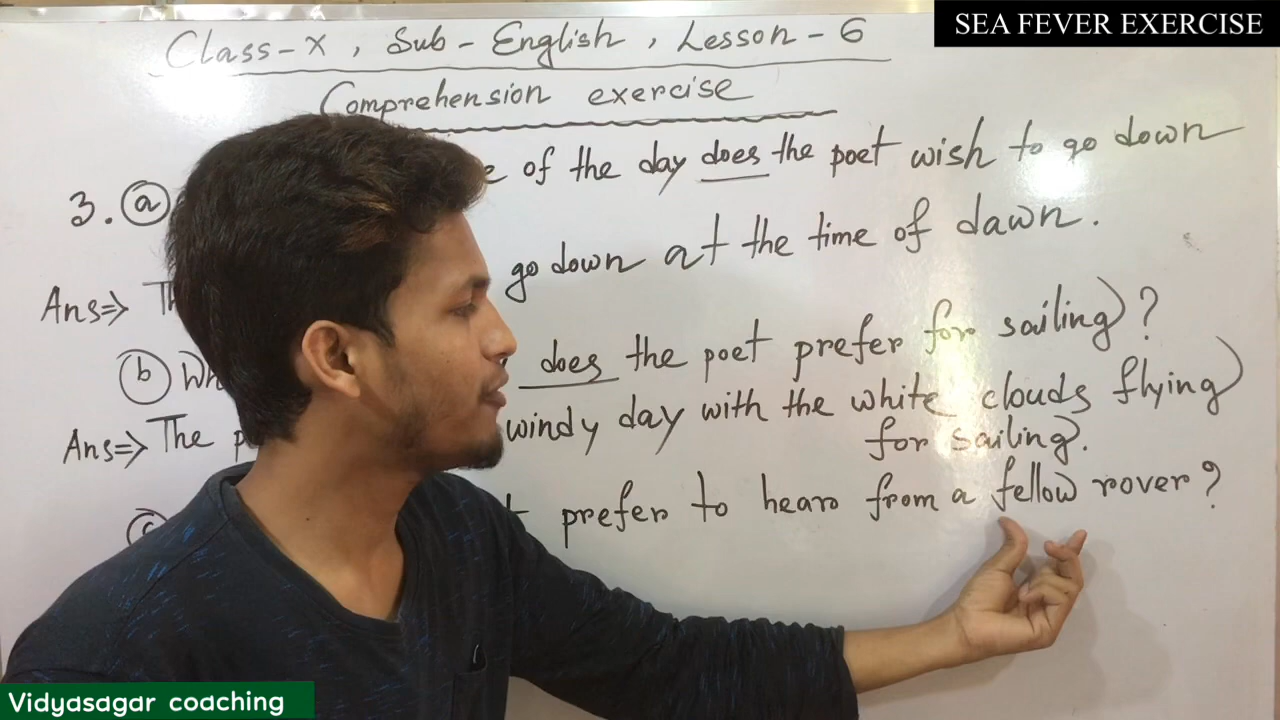 SEA FEVER EXERCISE
Class-X, Sub-English, Lesson-6
Comprehension exercise
3. (a) of the day does the poet wish to go down
Ans⇒ go down at the time of dawn.
(b) does the poet prefer for sailing?
Ans⇒ The windy day with the white clouds flying
for sailing.
prefer to hear from a fellow rover?
Vidyasagar coaching